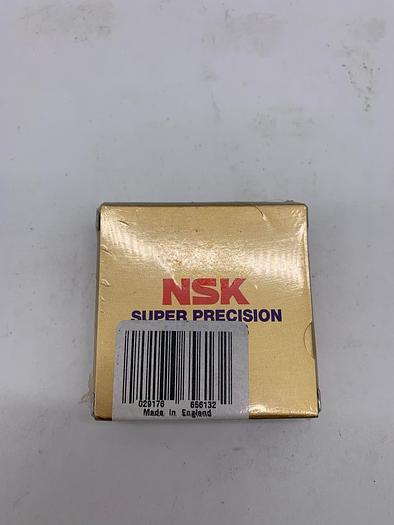 NSK
SUPER PRECISION
029176 656132
Made in England